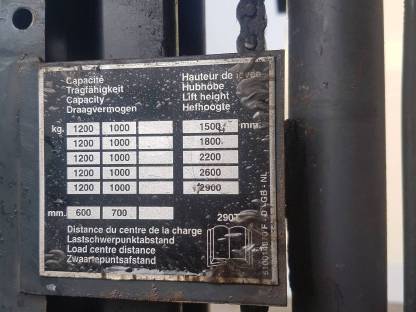 Capacité
Tragfähigkeit
Capacity
Draagvermogen
Hauteur de levée
Hubhöhe
Lift height
Hefhoogte
kg. 1200 1000 1500 mm.
1200 1000 1800
1200 1000 2200
1200 1000 2600
1200 1000 2900
mm. 600 700
2907
Distance du centre de la charge
Lastschwerpunktabstand
Load centre distance
Zwaartepuntsafstand
F - D - GB - NL